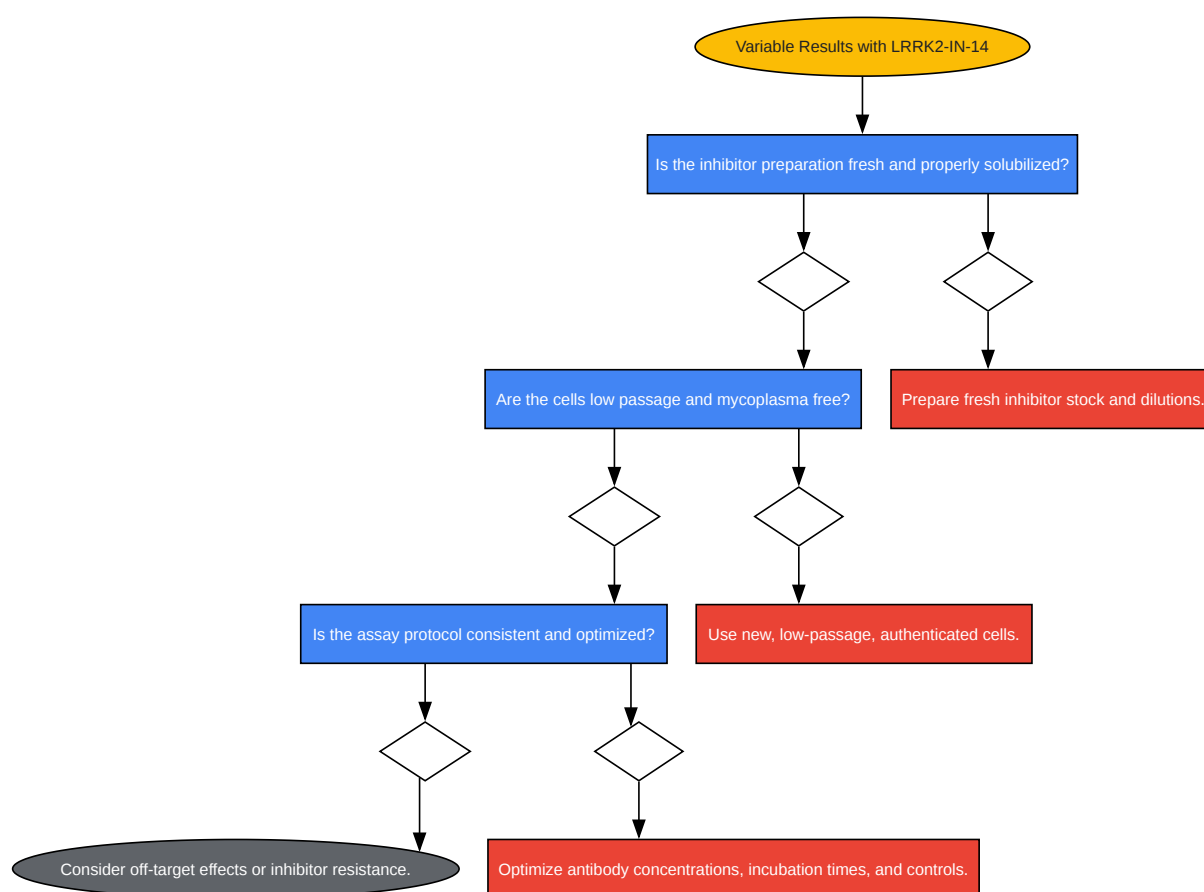 Variable Results with LRRK2-IN-14
Is the inhibitor preparation fresh and properly solubilized?
Are the cells low passage and mycoplasma free?
Prepare fresh inhibitor stock and dilutions.
Is the assay protocol consistent and optimized?
Use new, low-passage, authenticated cells.
Consider off-target effects or inhibitor resistance.
Optimize antibody concentrations, incubation times, and controls.